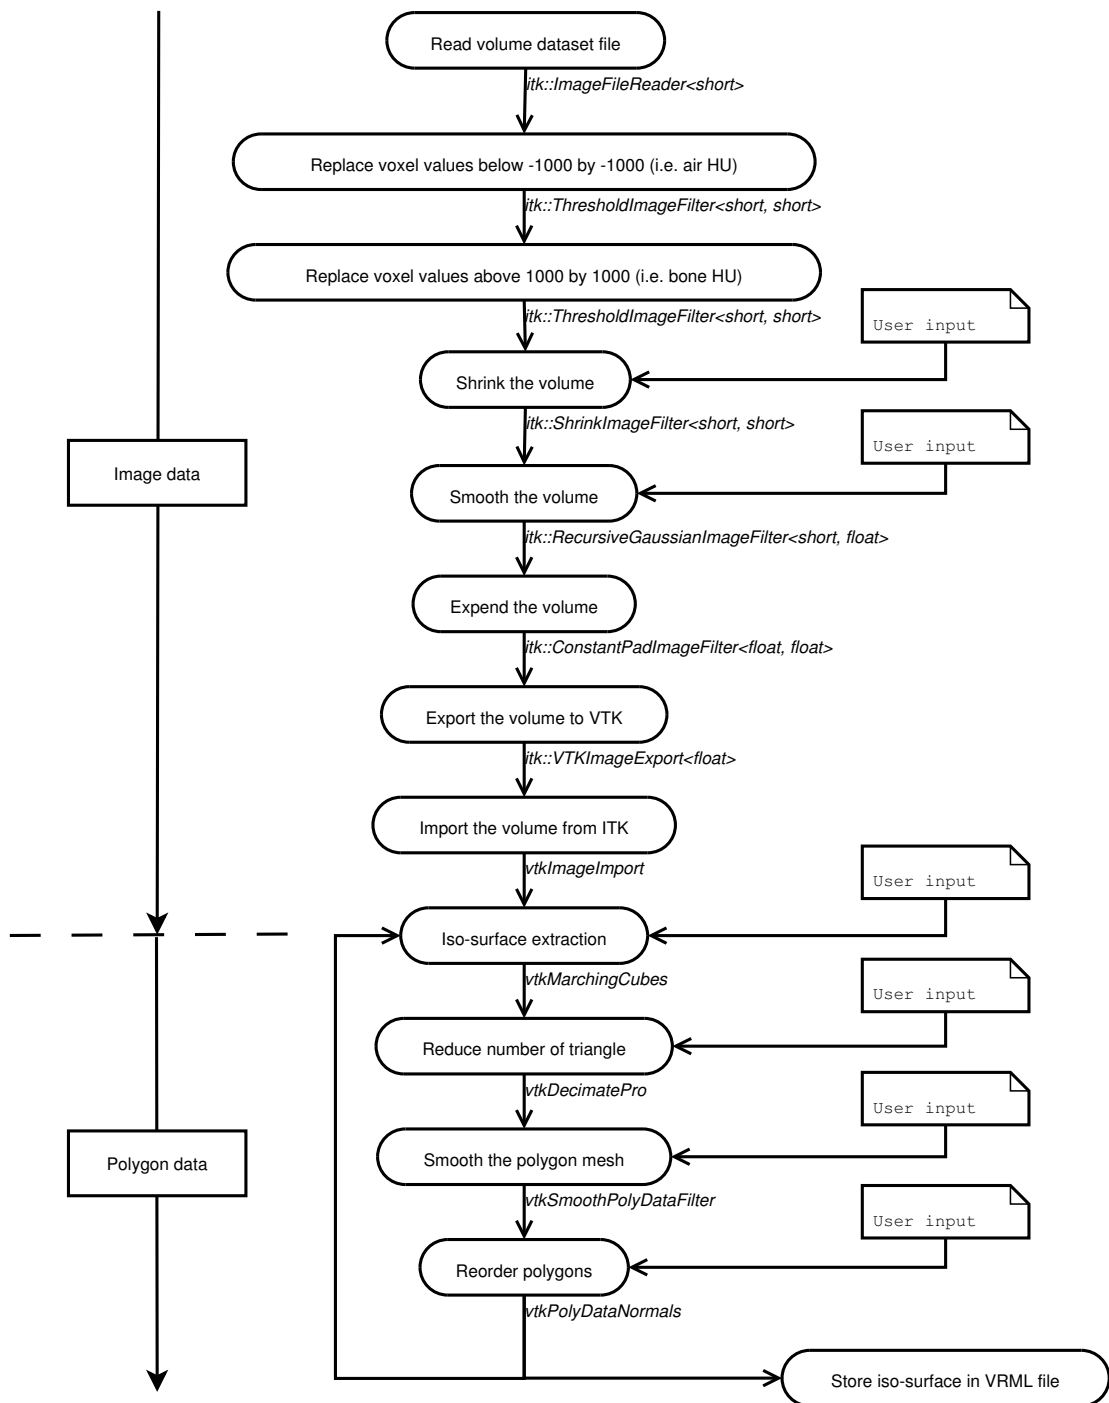 Read volume dataset file
itk::ImageFileReader<short>
Replace voxel values below -1000 by -1000 (i.e. air HU)
itk::ThresholdImageFilter<short, short>
Replace voxel values above 1000 by 1000 (i.e. bone HU)
itk::ThresholdImageFilter<short, short>
User input
Shrink the volume
itk::ShrinkImageFilter<short, short>
User input
Image data
Smooth the volume
itk::RecursiveGaussianImageFilter<short, float>
Expend the volume
itk::ConstantPadImageFilter<float, float>
Export the volume to VTK
itk::VTKImageExport<float>
Import the volume from ITK
vtkImageImport
User input
Iso-surface extraction
vtkMarchingCubes
User input
Reduce number of triangle
vtkDecimatePro
User input
Polygon data
Smooth the polygon mesh
vtkSmoothPolyDataFilter
User input
Reorder polygons
vtkPolyDataNormals
Store iso-surface in VRML file